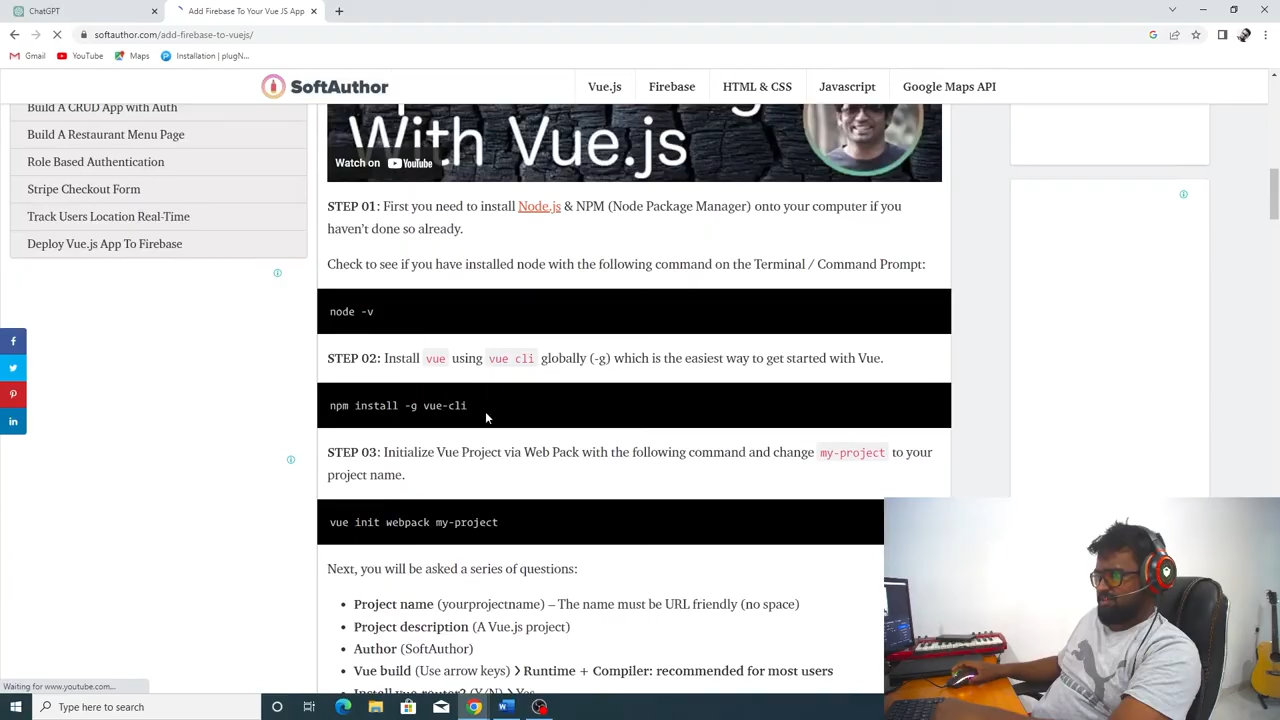 ChatGPT
Add Firebase To Your Vue JS App
softauthor.com/add-firebase-to-vuejs/
Gmail
YouTube
Maps
Installation | plugN...
SoftAuthor
Vue.js
Firebase
HTML & CSS
Javascript
Google Maps API
Build A CRUD App with Auth
Build A Restaurant Menu Page
Role Based Authentication
Stripe Checkout Form
Track Users Location Real-Time
Deploy Vue.js App To Firebase
With Vue.js
Watch on YouTube
STEP 01: First you need to install Node.js & NPM (Node Package Manager) onto your computer if you
haven’t done so already.
Check to see if you have installed node with the following command on the Terminal / Command Prompt:
node -v
STEP 02: Install vue using vue cli globally (-g) which is the easiest way to get started with Vue.
npm install -g vue-cli
STEP 03: Initialize Vue Project via Web Pack with the following command and change my-project to your
project name.
vue init webpack my-project
Next, you will be asked a series of questions:
• Project name (yourprojectname) – The name must be URL friendly (no space)
• Project description (A Vue.js project)
• Author (SoftAuthor)
• Vue build (Use arrow keys) > Runtime + Compiler: recommended for most users
Install vue-router? (Y/N) > Yes
Waiting for www.youtube.com...
Type here to search